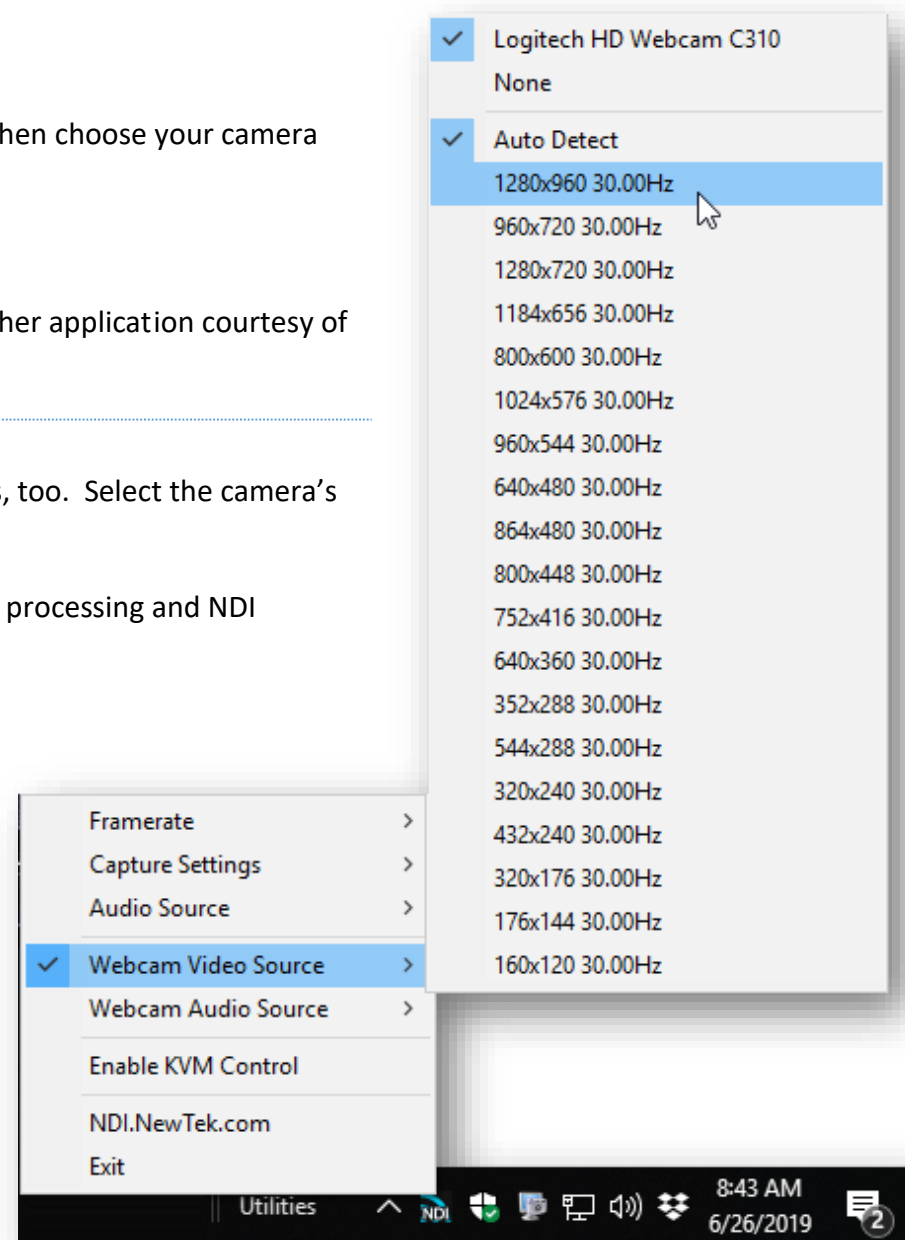 hen choose your camera
her application courtesy of
, too.  Select the camera's
processing and NDI
Logitech HD Webcam C310
None
Auto Detect
1280x960 30.00Hz
960x720 30.00Hz
1280x720 30.00Hz
1184x656 30.00Hz
800x600 30.00Hz
1024x576 30.00Hz
960x544 30.00Hz
640x480 30.00Hz
864x480 30.00Hz
800x448 30.00Hz
752x416 30.00Hz
640x360 30.00Hz
352x288 30.00Hz
544x288 30.00Hz
320x240 30.00Hz
432x240 30.00Hz
320x176 30.00Hz
176x144 30.00Hz
160x120 30.00Hz
Framerate
Capture Settings
Audio Source
Webcam Video Source
Webcam Audio Source
Enable KVM Control
NDI.NewTek.com
Exit
Utilities
NDI
8:43 AM
6/26/2019
2